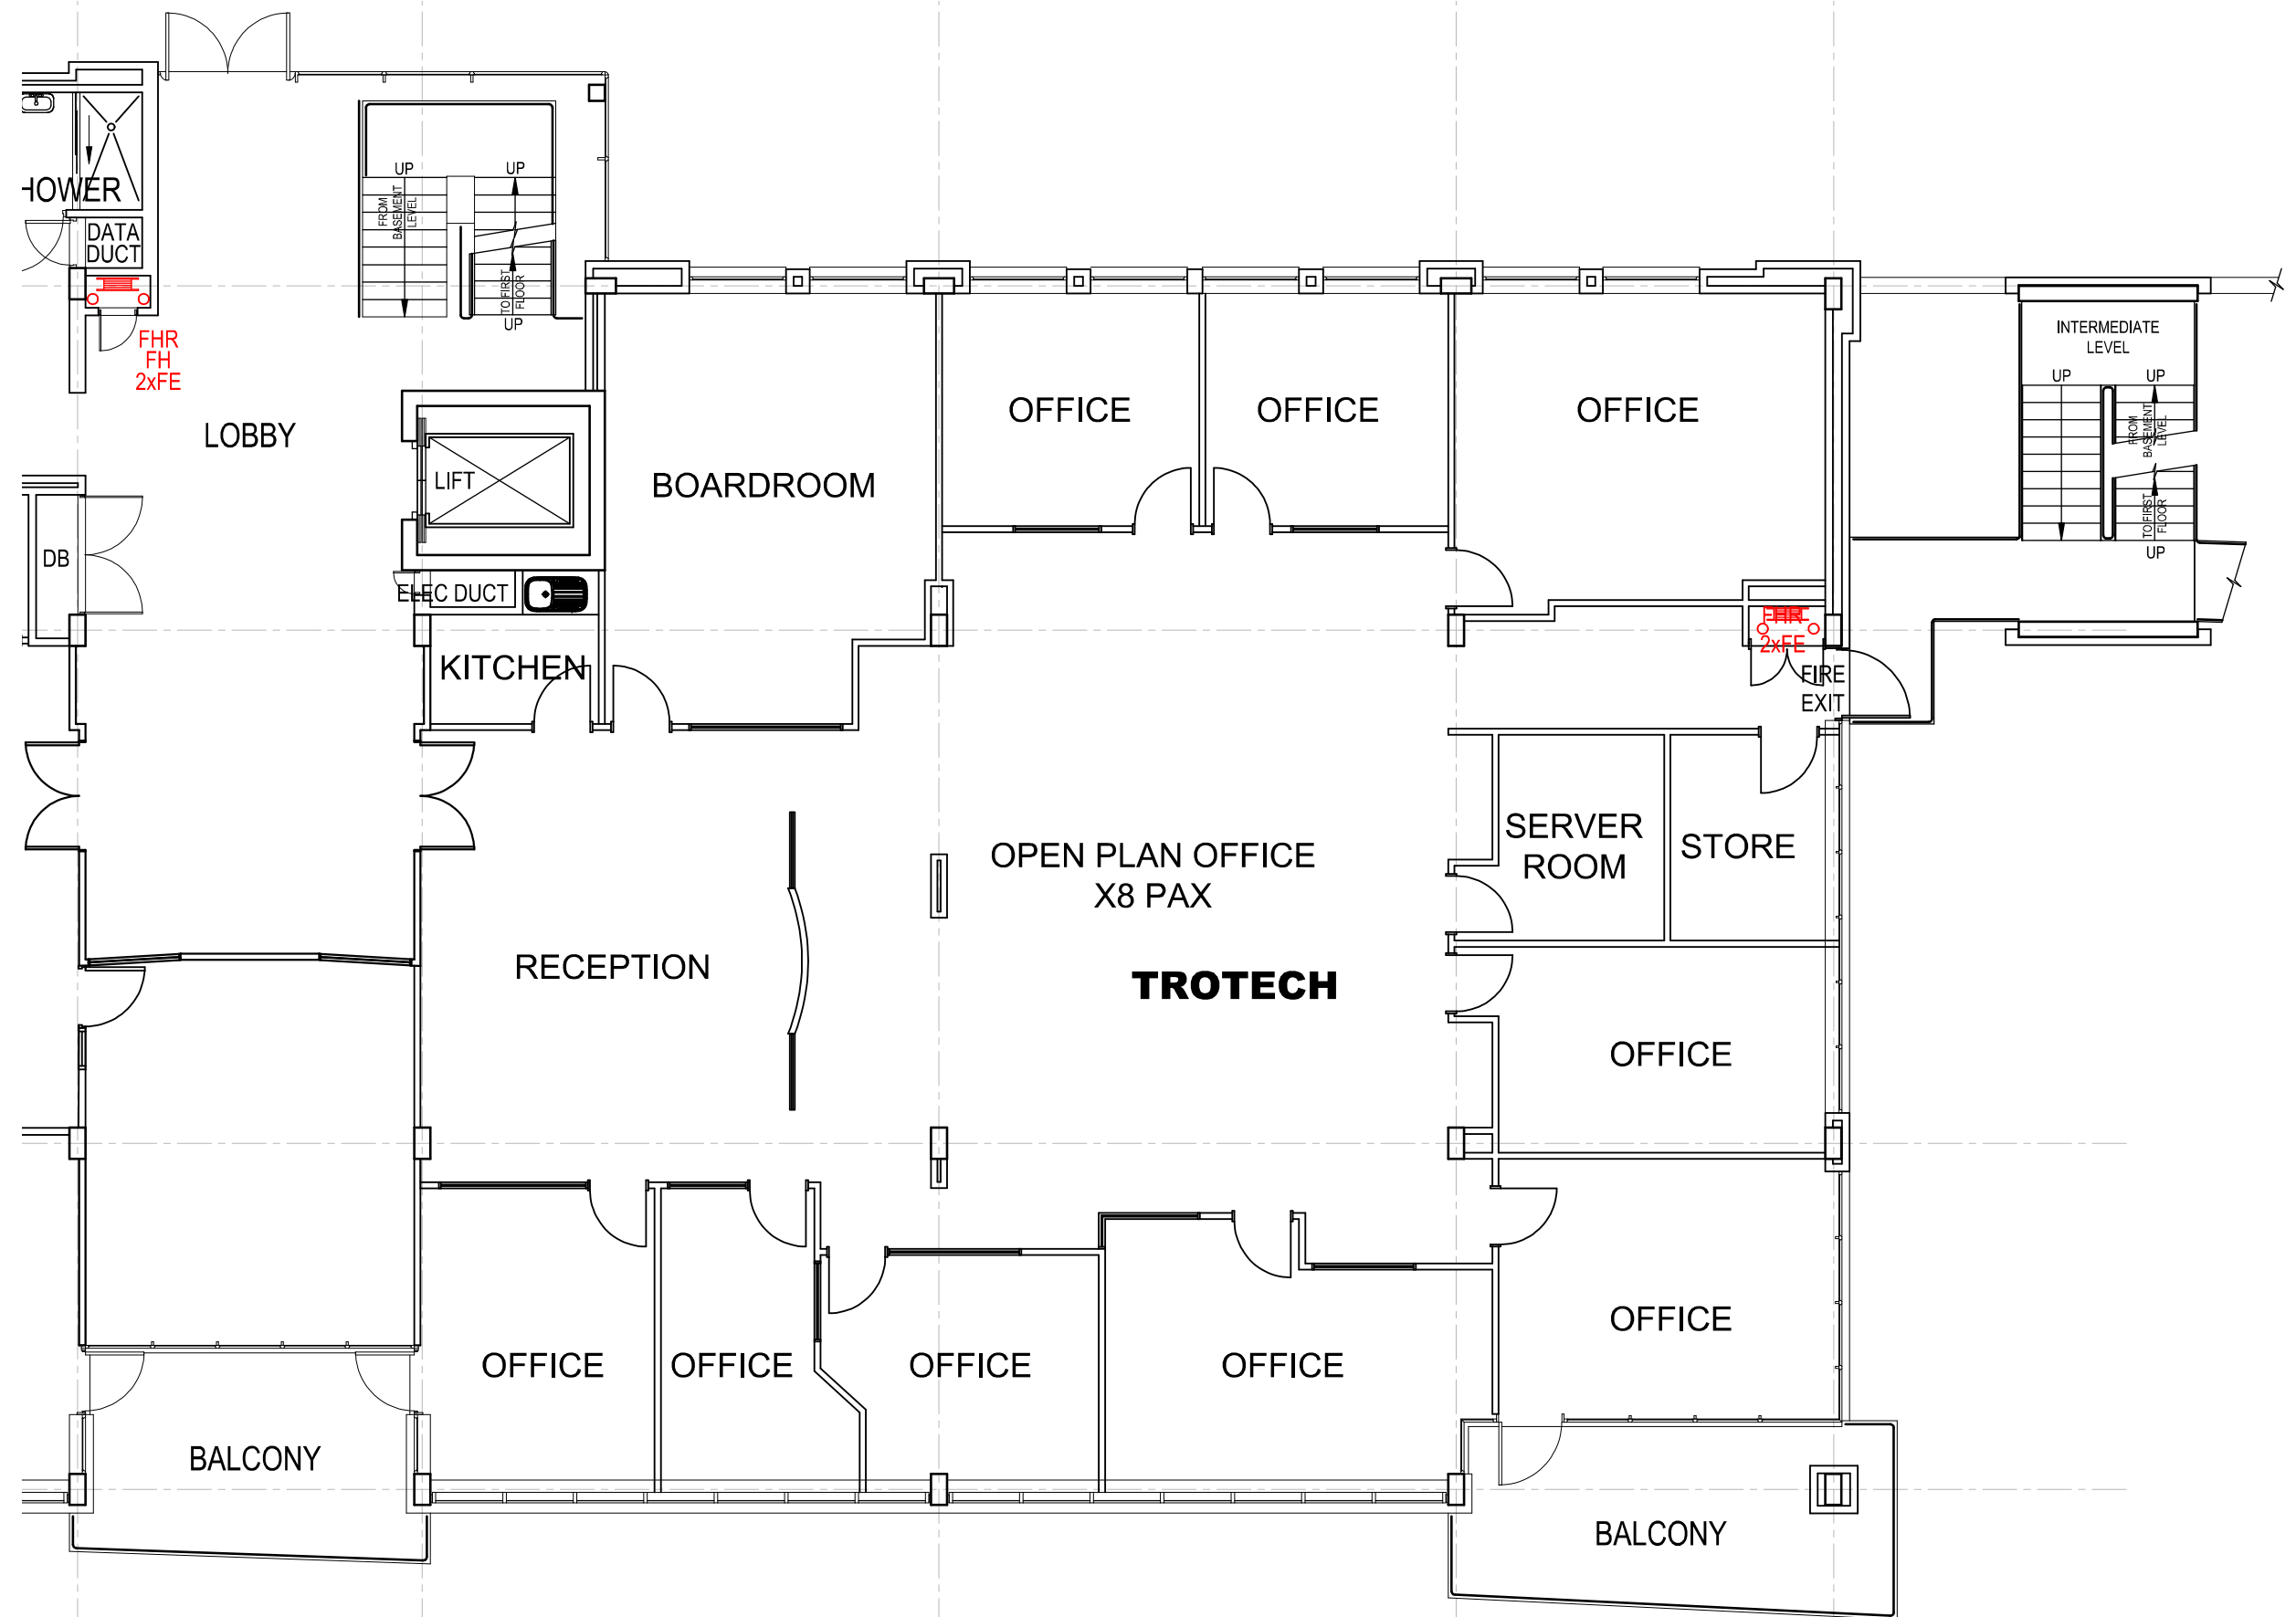 UP
UP
FROM
BASEMENT
LEVEL
TO FIRST
FLOOR
UP
HOWER
DATA
DUCT
FHR
FH
2xFE
LOBBY
LIFT
DB
ELEC DUCT
KITCHEN
BOARDROOM
OFFICE
OFFICE
OFFICE
INTERMEDIATE
LEVEL
UP
UP
FROM
BASEMENT
LEVEL
TO FIRST
FLOOR
UP
FHR
2xFE
FIRE
EXIT
SERVER
ROOM
STORE
OPEN PLAN OFFICE
X8 PAX
RECEPTION
TROTECH
OFFICE
OFFICE
OFFICE
OFFICE
OFFICE
OFFICE
BALCONY
BALCONY